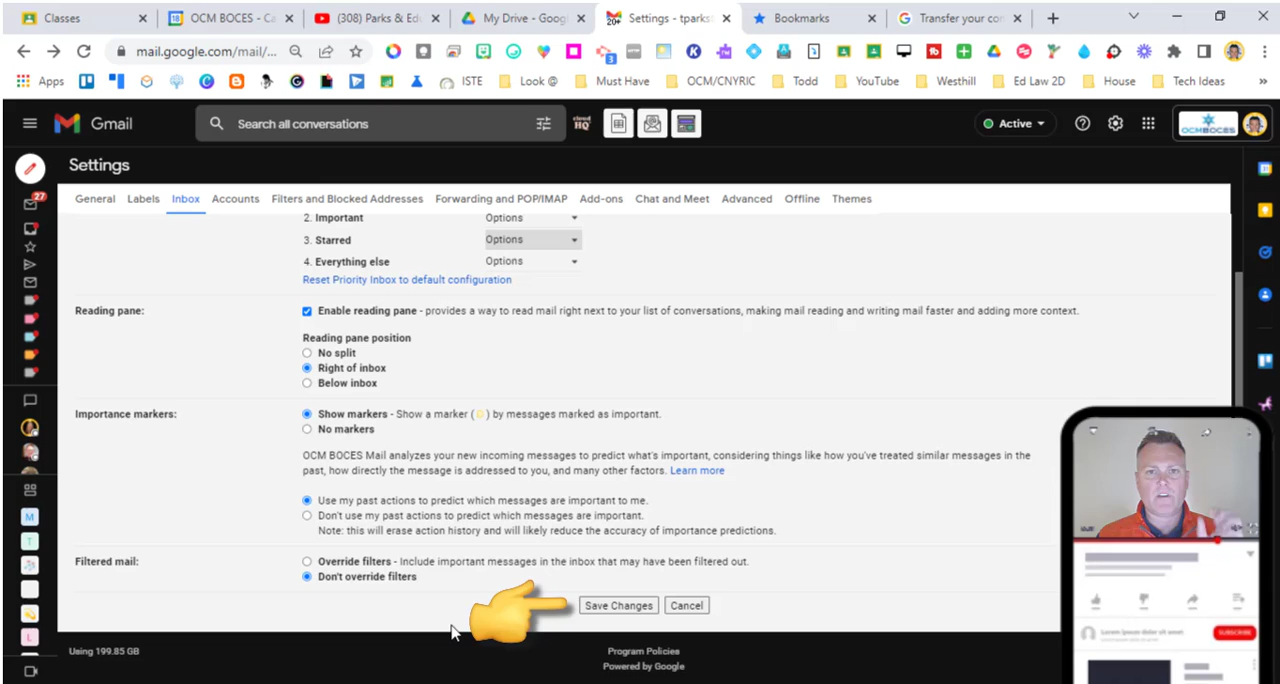 Classes
OCM BOCES - Ca
(308) Parks & Edu
My Drive - Googl
Settings - tparks
Bookmarks
Transfer your con
mail.google.com/mail/...
Apps
ISTE
Look @
Must Have
OCM/CNYRIC
Todd
YouTube
Westhill
Ed Law 2D
House
Tech Ideas
Gmail
Search all conversations
cloud
HQ
Active
OCMBOCES
Settings
27
General
Labels
Inbox
Accounts
Filters and Blocked Addresses
Forwarding and POP/IMAP
Add-ons
Chat and Meet
Advanced
Offline
Themes
2. Important Options
3. Starred Options
4. Everything else Options
Reset Priority Inbox to default configuration
Reading pane:
Enable reading pane - provides a way to read mail right next to your list of conversations, making mail reading and writing mail faster and adding more context.
Reading pane position
No split
Right of inbox
Below inbox
Importance markers:
Show markers - Show a marker ( ) by messages marked as important.
No markers
OCM BOCES Mail analyzes your new incoming messages to predict what's important, considering things like how you've treated similar messages in the
past, how directly the message is addressed to you, and many other factors. Learn more
Use my past actions to predict which messages are important to me.
Don't use my past actions to predict which messages are important.
Note: this will erase action history and will likely reduce the accuracy of importance predictions.
Filtered mail:
Override filters - Include important messages in the inbox that may have been filtered out.
Don't override filters
Save Changes
Cancel
Using 199.85 GB
Program Policies
Powered by Google
M
T
L
Lorem ipsum dolor sit amet
SUBSCRIBE